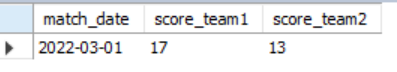 match_date score_team1 score_team2
2022-03-01 17 13